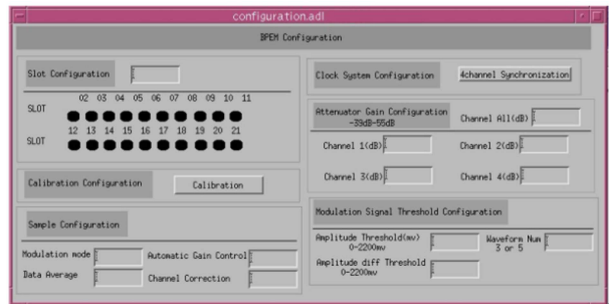 configuration.adl
BPEM Configuration
Slot Configuration
SLOT 02 03 04 05 06 07 08 09 10 11
SLOT 12 13 14 15 16 17 18 19 20 21
Calibration Configuration Calibration
Sample Configuration
Modulation mode Automatic Gain Control
Data Average Channel Correction
Clock System Configuration 4channel Synchronization
Attenuator Gain Configuration
-39dB-55dB
Channel All(dB)
Channel 1(dB) Channel 2(dB)
Channel 3(dB) Channel 4(dB)
Modulation Signal Threshold Configuration
Amplitude Threshold(mv)
0-2200mv
Waveform Num
3 or 5
Amplitude diff Threshold
0-2200mv